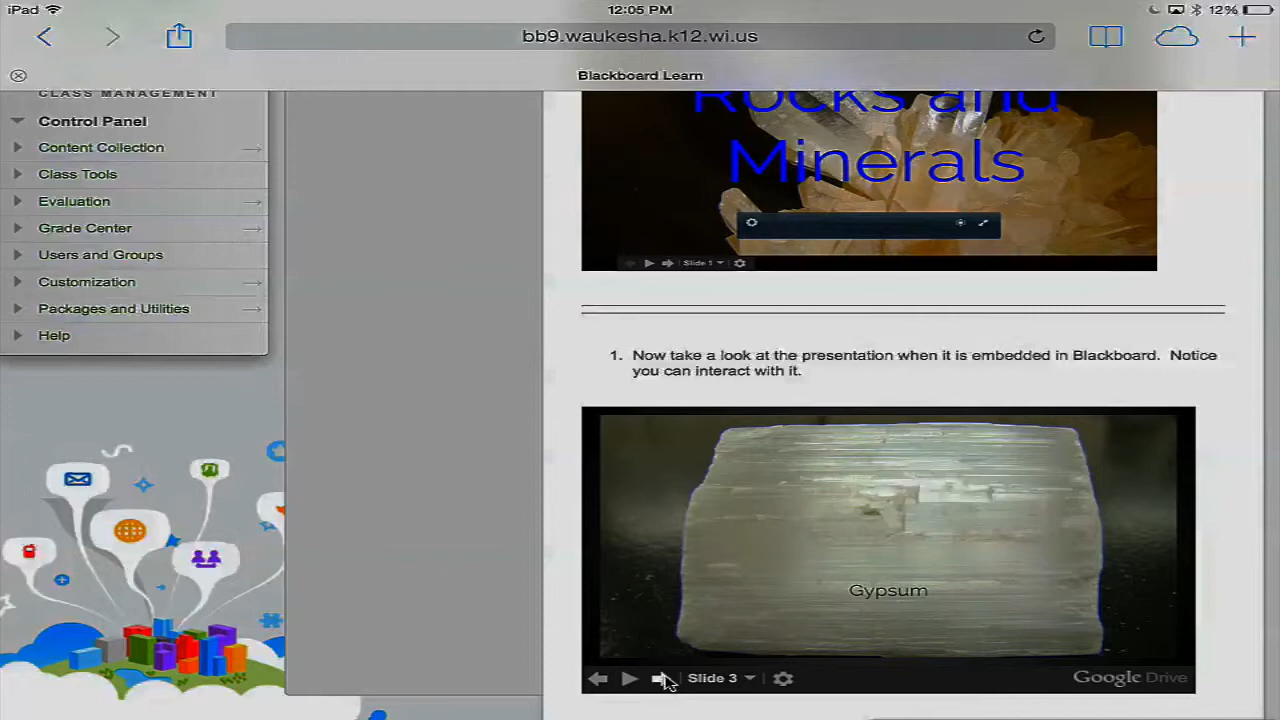 iPad 12:05 PM 12%
bb9.waukesha.k12.wi.us
Blackboard Learn
CLASS MANAGEMENT
Control Panel
Content Collection
Class Tools
Evaluation
Grade Center
Users and Groups
Customization
Packages and Utilities
Help
Rocks and
Minerals
Slide 1
1. Now take a look at the presentation when it is embedded in Blackboard. Notice
you can interact with it.
Gypsum
Slide 3
Google Drive